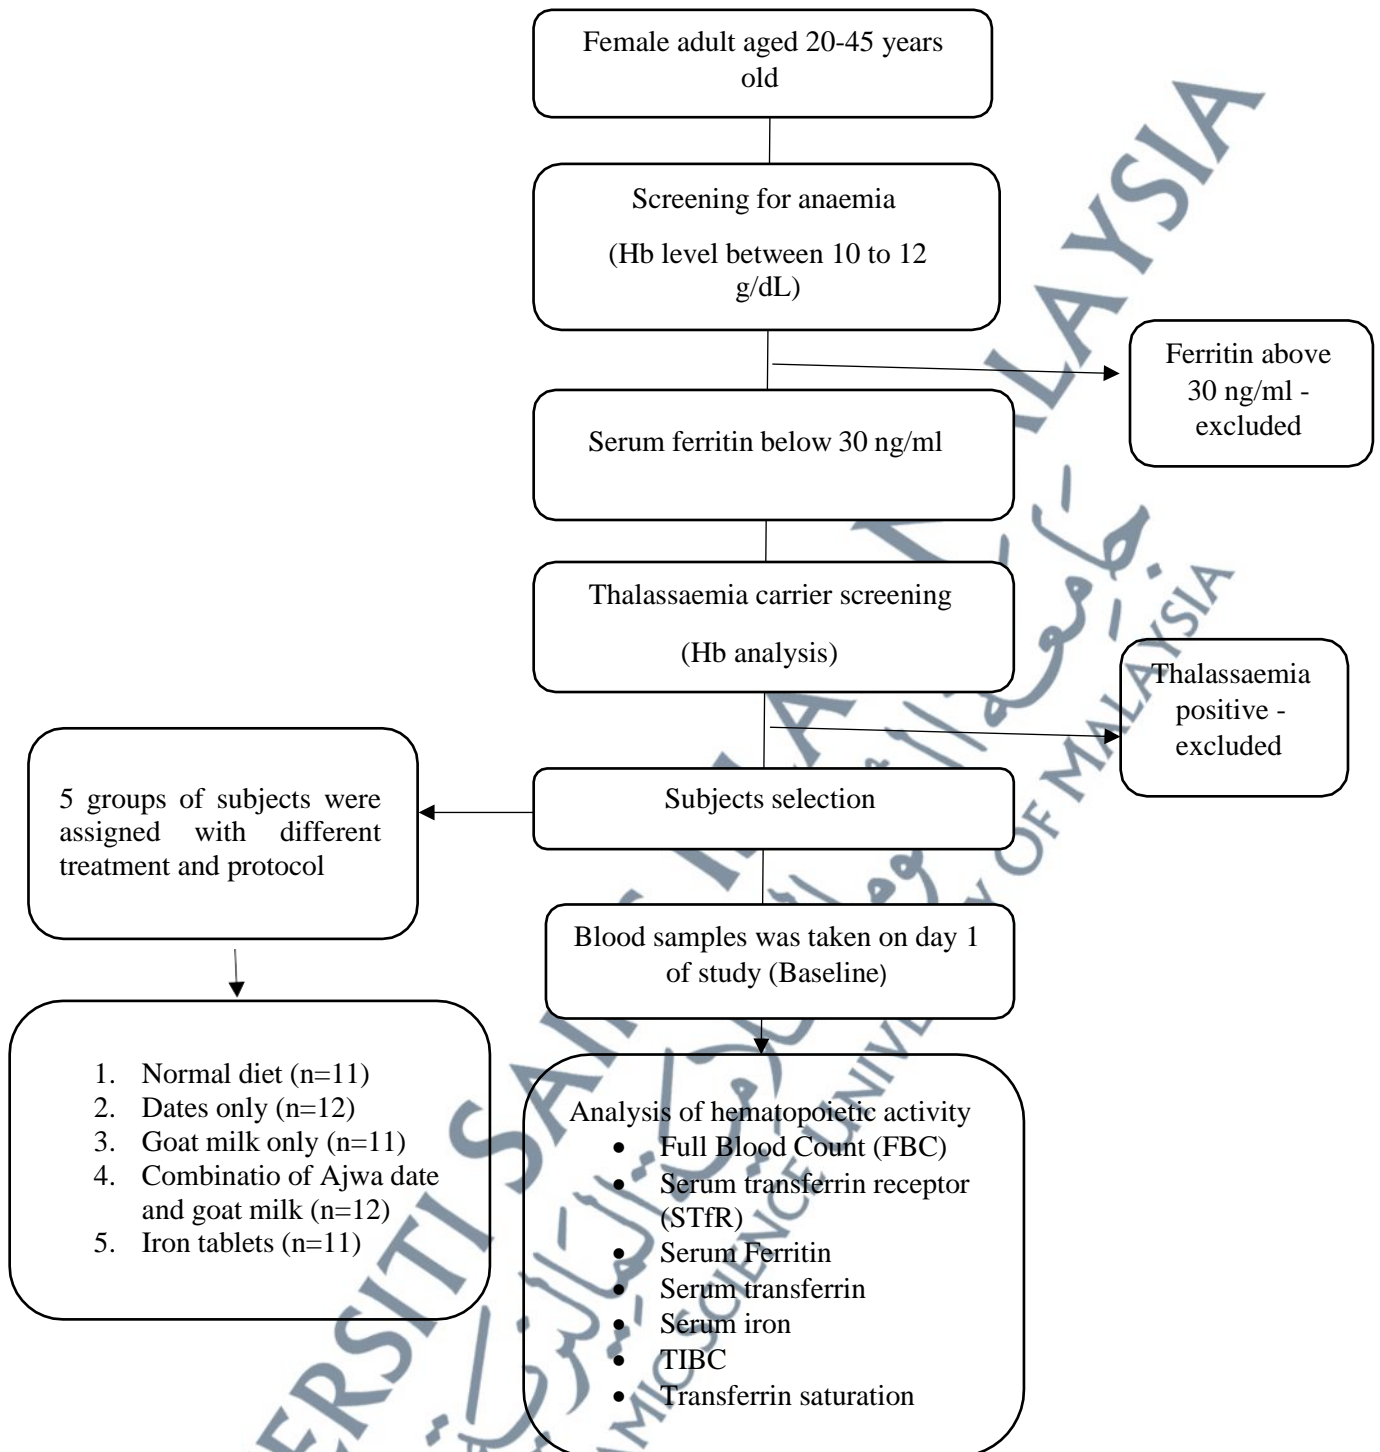 Female adult aged 20-45 years
old
Screening for anaemia
(Hb level between 10 to 12
g/dL)
Ferritin above
30 ng/ml -
excluded
Serum ferritin below 30 ng/ml
Thalassaemia carrier screening
(Hb analysis)
Thalassaemia
positive -
excluded
Subjects selection
5 groups of subjects were
assigned with different
treatment and protocol
Blood samples was taken on day 1
of study (Baseline)
1. Normal diet (n=11)
2. Dates only (n=12)
3. Goat milk only (n=11)
4. Combinatio of Ajwa date
and goat milk (n=12)
5. Iron tablets (n=11)
Analysis of hematopoietic activity
• Full Blood Count (FBC)
• Serum transferrin receptor
(STfR)
• Serum Ferritin
• Serum transferrin
• Serum iron
• TIBC
• Transferrin saturation